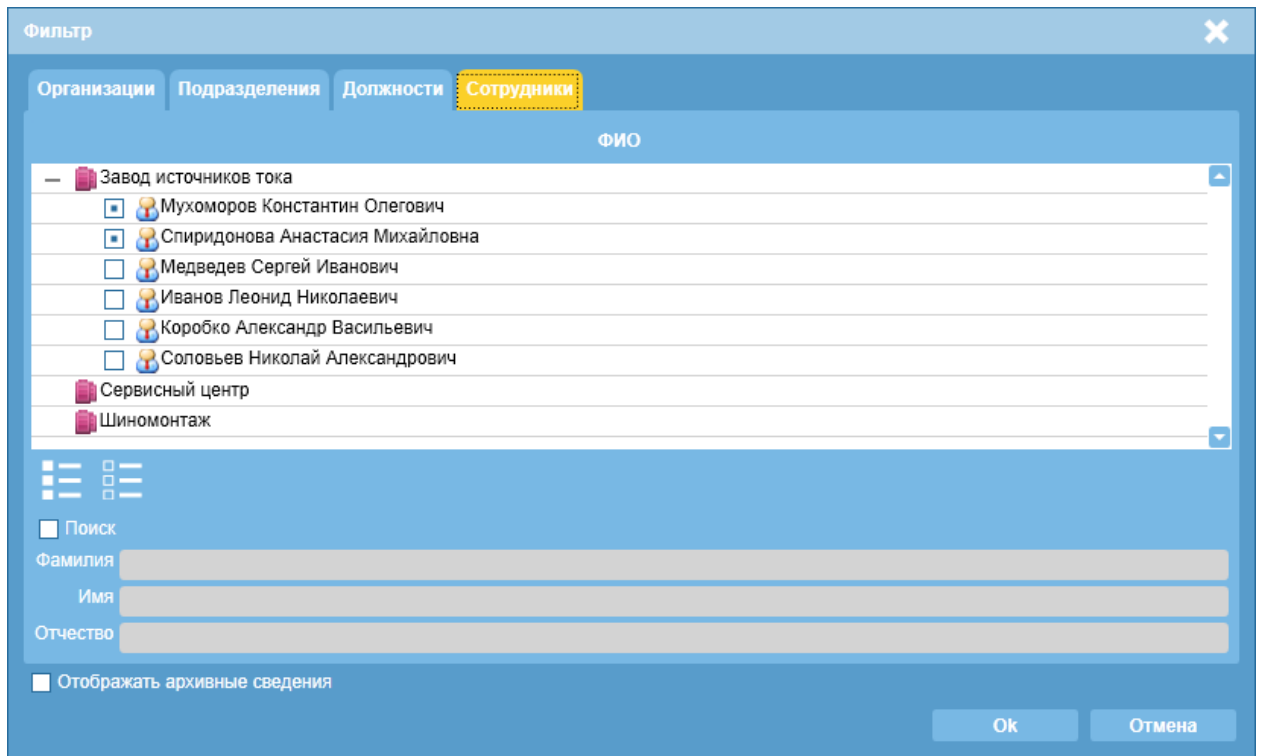 Фильтр
Организации Подразделения Должности Сотрудники
ФИО
Завод источников тока
Мухоморов Константин Олегович
Спиридонова Анастасия Михайловна
Медведев Сергей Иванович
Иванов Леонид Николаевич
Коробко Александр Васильевич
Соловьев Николай Александрович
Сервисный центр
Шиномонтаж
Поиск
Фамилия
Имя
Отчество
Отображать архивные сведения
Ok Отмена